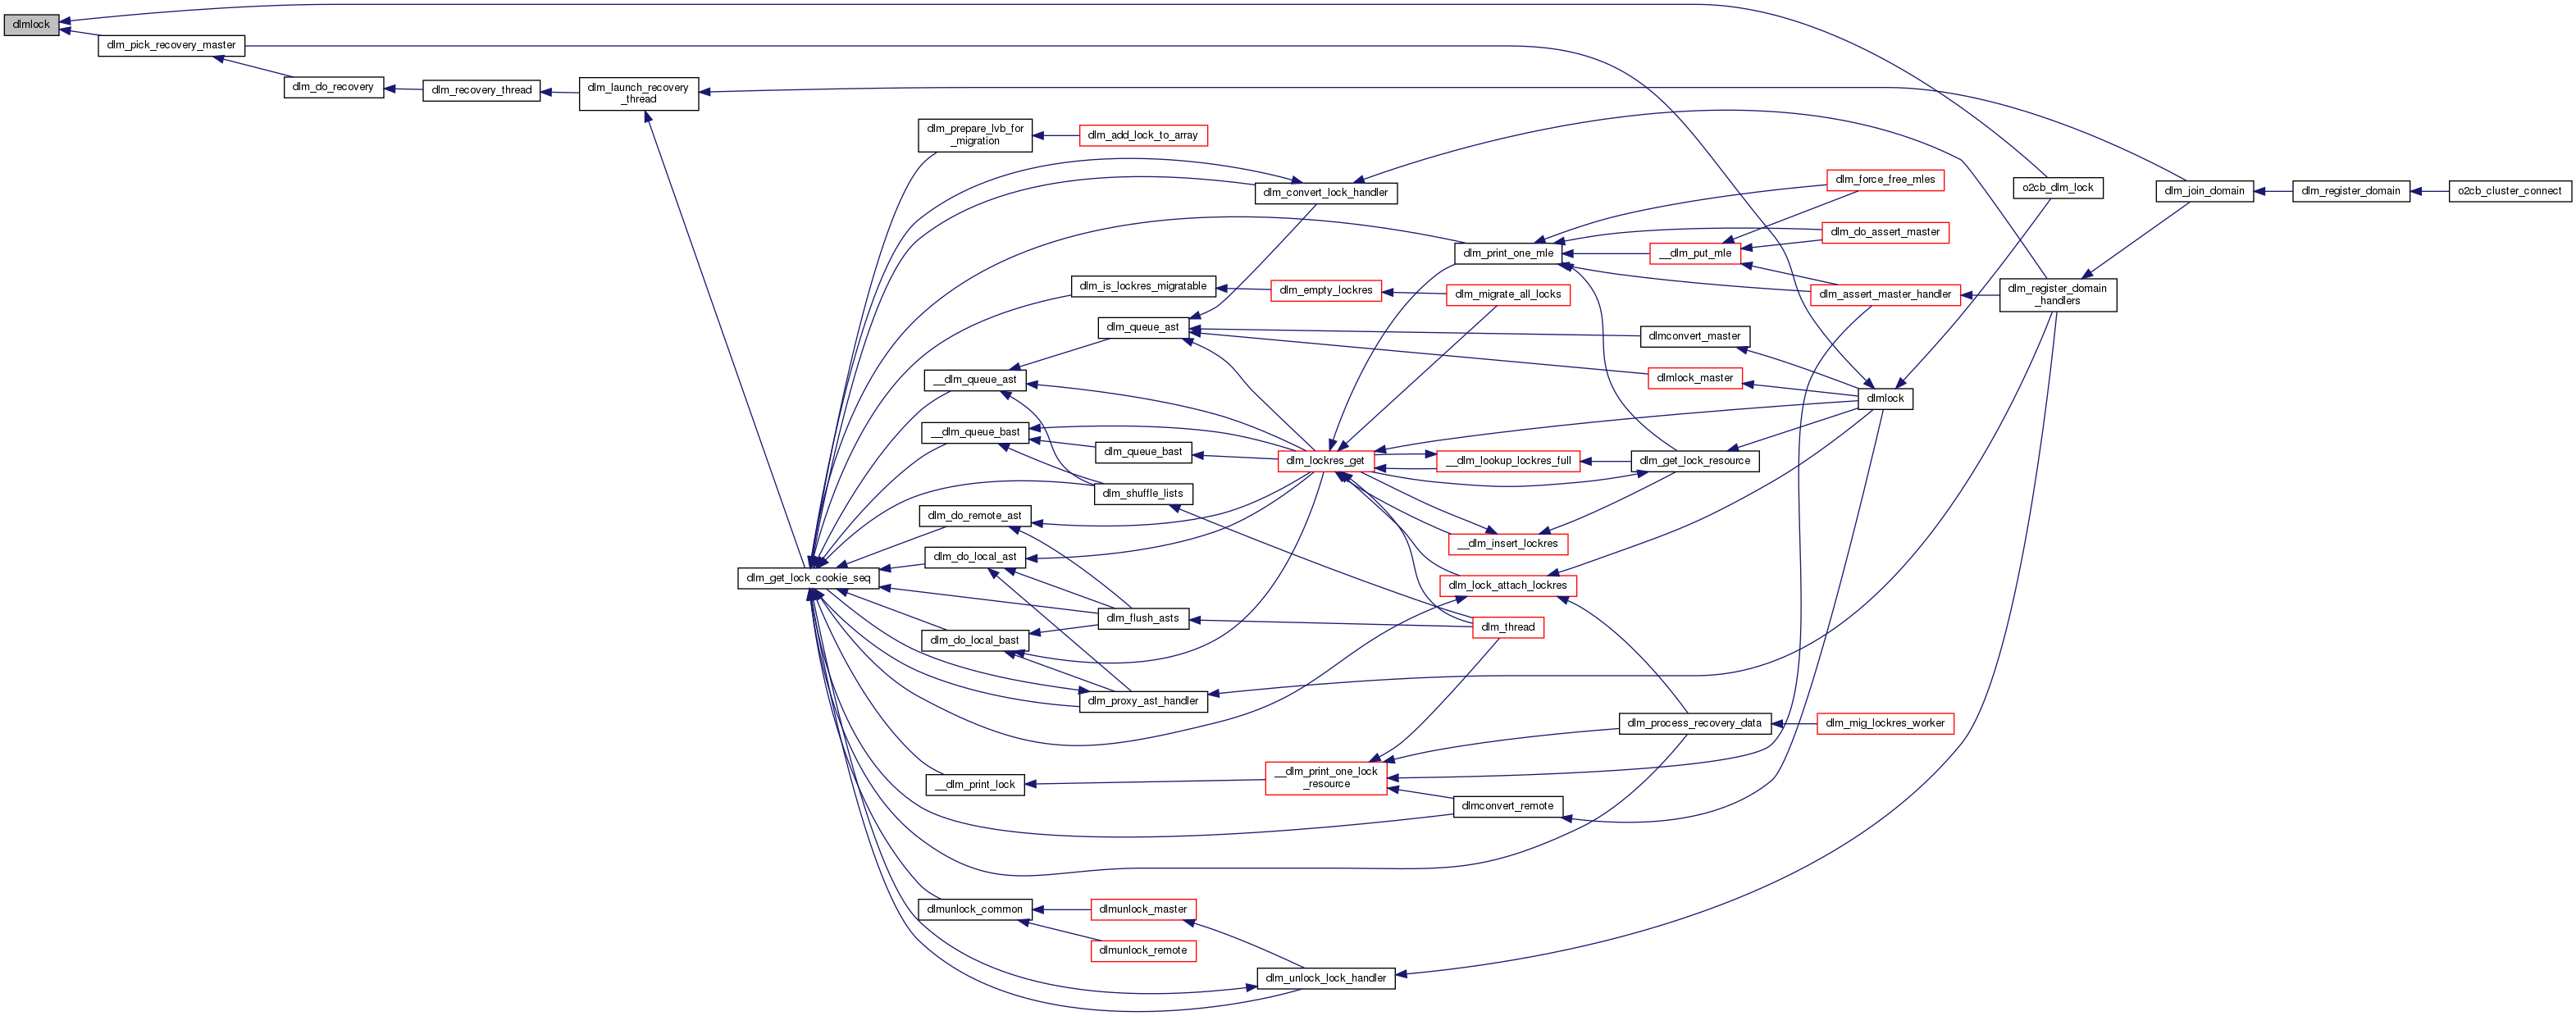 dlmlock
dlm_pick_recovery_master
dlm_do_recovery
dlm_recovery_thread
dlm_launch_recovery
_thread
dlm_get_lock_cookie_seq
dlm_prepare_lvb_for
_migration
dlm_add_lock_to_array
dlm_convert_lock_handler
dlm_print_one_mle
dlm_is_lockres_migratable
dlm_empty_lockres
dlm_migrate_all_locks
dlm_queue_ast
__dlm_queue_ast
__dlm_queue_bast
dlm_queue_bast
dlm_shuffle_lists
dlm_do_remote_ast
dlm_do_local_ast
dlm_flush_asts
dlm_do_local_bast
dlm_proxy_ast_handler
__dlm_print_lock
dlmunlock_common
dlmunlock_master
dlmunlock_remote
dlm_unlock_lock_handler
dlm_lockres_get
__dlm_lookup_lockres_full
__dlm_insert_lockres
dlm_lock_attach_lockres
dlm_thread
__dlm_print_one_lock
_resource
dlmconvert_remote
dlm_process_recovery_data
dlm_mig_lockres_worker
dlm_get_lock_resource
dlmlock_master
dlmconvert_master
__dlm_put_mle
dlm_force_free_mles
dlm_do_assert_master
dlm_assert_master_handler
dlmlock
o2cb_dlm_lock
dlm_register_domain
_handlers
dlm_join_domain
dlm_register_domain
o2cb_cluster_connect